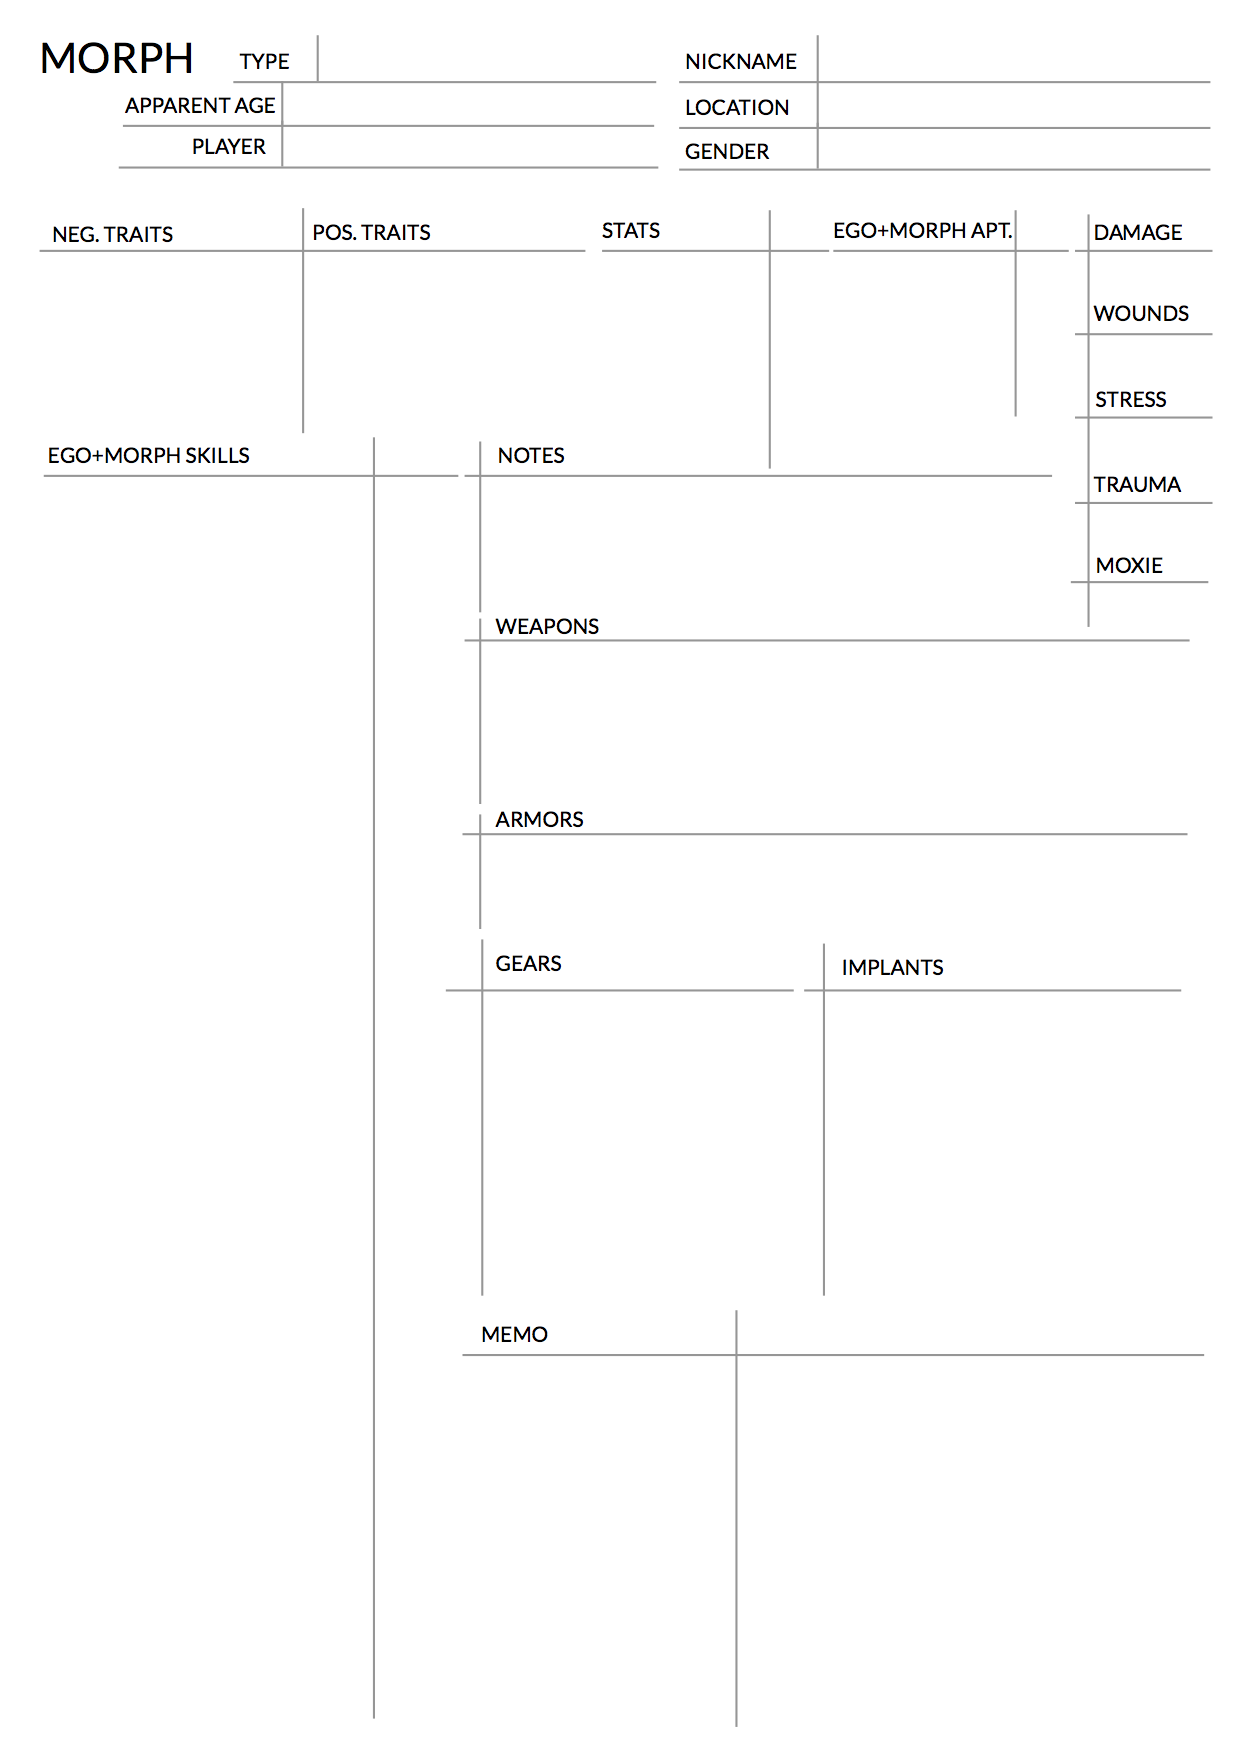 MORPH TYPE
NICKNAME
APPARENT AGE
LOCATION
PLAYER
GENDER
NEG. TRAITS
POS. TRAITS
STATS
EGO+MORPH APT.
DAMAGE
WOUNDS
STRESS
TRAUMA
MOXIE
EGO+MORPH SKILLS
NOTES
WEAPONS
ARMORS
GEARS
IMPLANTS
MEMO